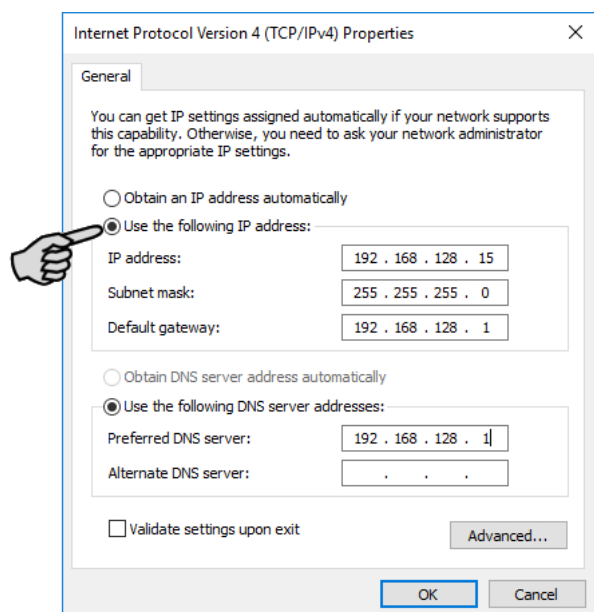 Internet Protocol Version 4 (TCP/IPv4) Properties
General
You can get IP settings assigned automatically if your network supports
this capability. Otherwise, you need to ask your network administrator
for the appropriate IP settings.
Obtain an IP address automatically
Use the following IP address:
IP address: 192 . 168 . 128 . 15
Subnet mask: 255 . 255 . 255 . 0
Default gateway: 192 . 168 . 128 . 1
Obtain DNS server address automatically
Use the following DNS server addresses:
Preferred DNS server: 192 . 168 . 128 . 1
Alternate DNS server: . . .
Validate settings upon exit
Advanced...
OK Cancel